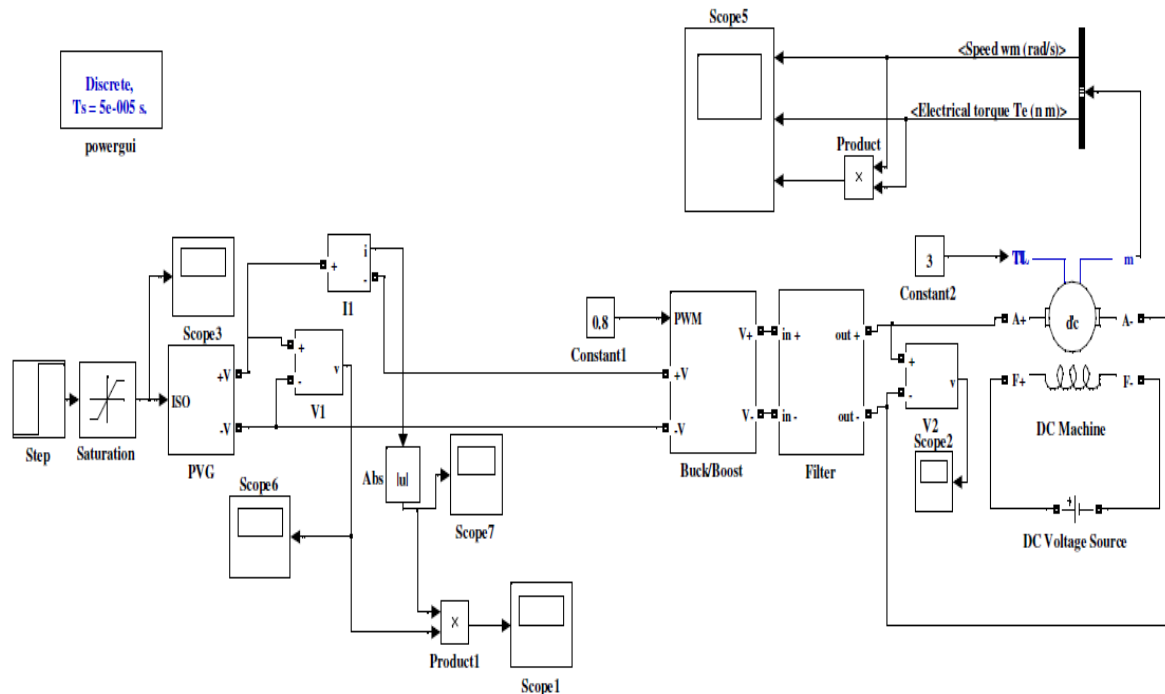 Scope5
<Speed wm (rad/s)>
Discrete,
Ts = 5e-005 s.
powergui
<Electrical torque Te (n m)>
Product
x
i
+
-
I1
Scope3
3
Constant2
m
0.8
Constant1
PWM
V+
in +
out +
A+
dc
A-
+
-
v
V1
+V
ISO
-V
+V
-V
V-
in -
out -
+
-
v
V2
F+
F-
DC Machine
Step
Saturation
PVG
Buck/Boost
Filter
Scope2
Abs
|u|
Scope6
Scope7
+
DC Voltage Source
x
Product1
Scope1